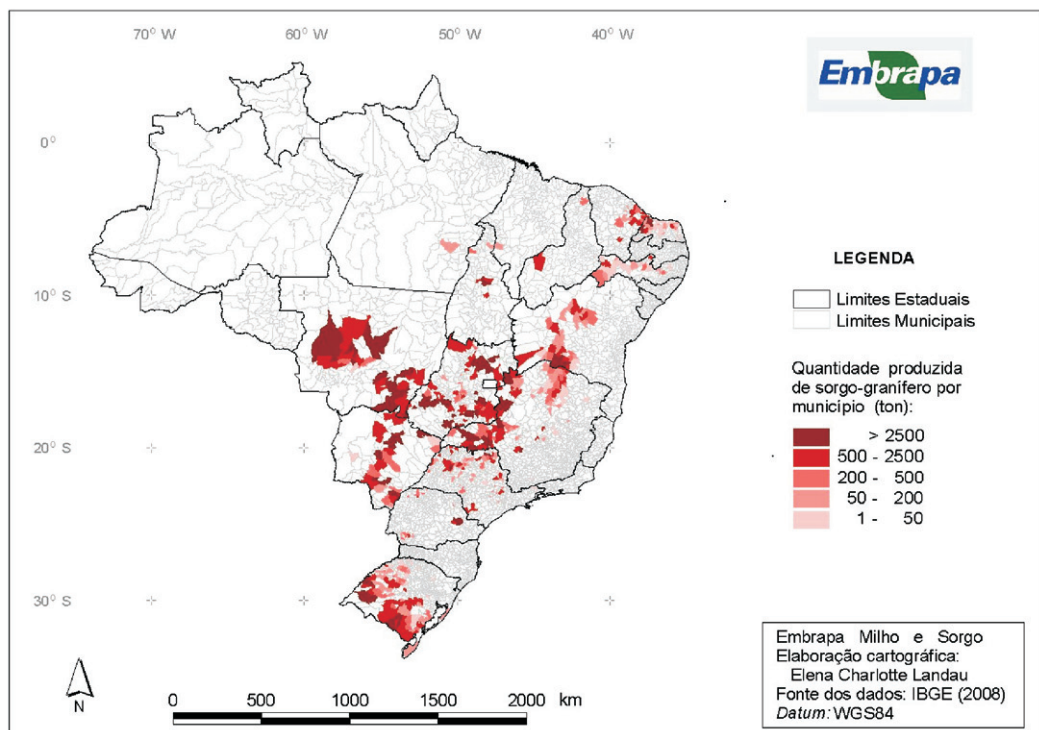 70° W 60° W 50° W 40° W
Embrapa
0°
10° S
20° S
30° S
LEGENDA
Limites Estaduais
Limites Municipais
Quantidade produzida
de sorgo-granífero por
município (ton):
> 2500
500 - 2500
200 - 500
50 - 200
1 - 50
N
0 500 1000 1500 2000 km
Embrapa Milho e Sorgo
Elaboração cartográfica:
Elena Charlotte Landau
Fonte dos dados: IBGE (2008)
Datum: WGS84